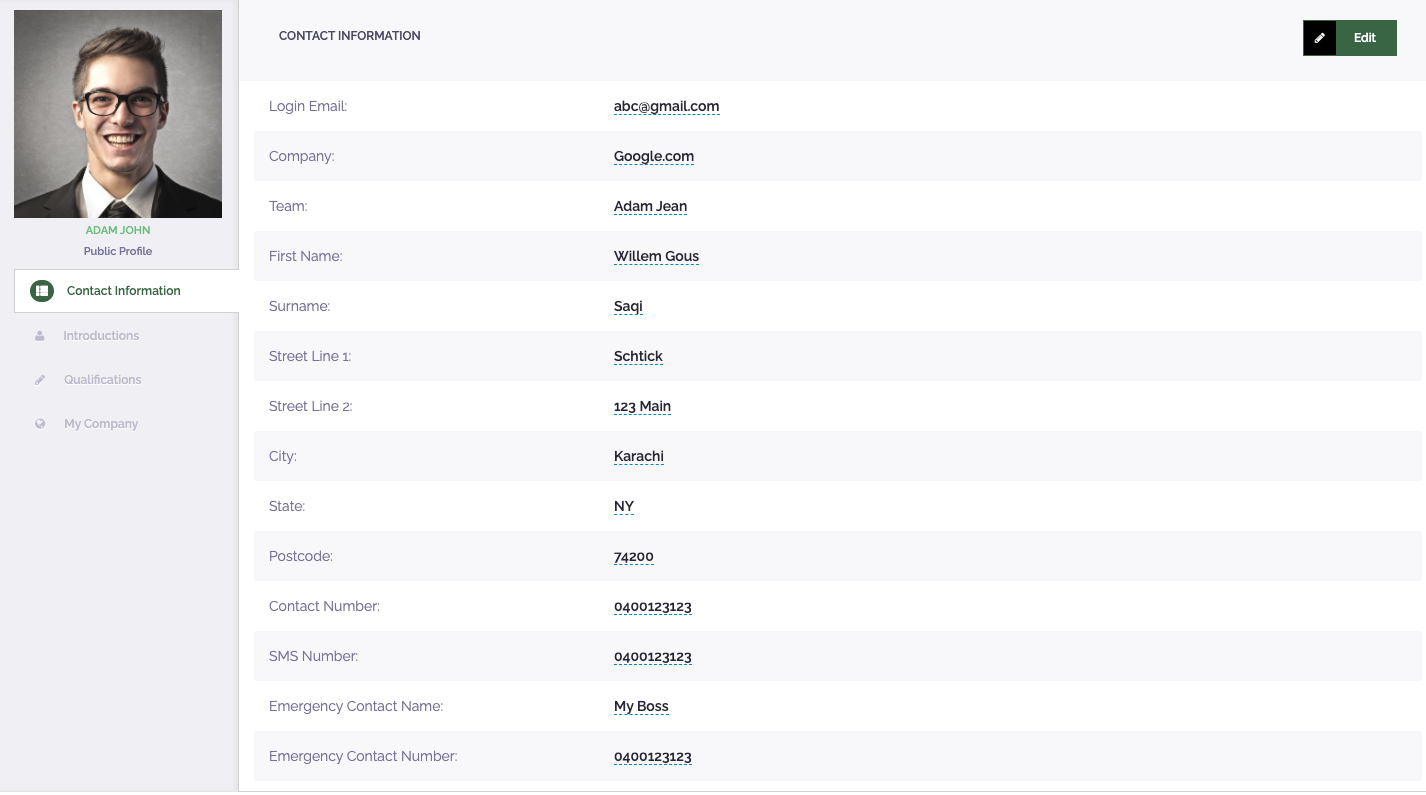 ADAM JOHN
Public Profile
Contact Information
Introductions
Qualifications
My Company
CONTACT INFORMATION
Edit
Login Email: abc@gmail.com
Company: Google.com
Team: Adam Jean
First Name: Willem Gous
Surname: Saqi
Street Line 1: Schtick
Street Line 2: 123 Main
City: Karachi
State: NY
Postcode: 74200
Contact Number: 0400123123
SMS Number: 0400123123
Emergency Contact Name: My Boss
Emergency Contact Number: 0400123123